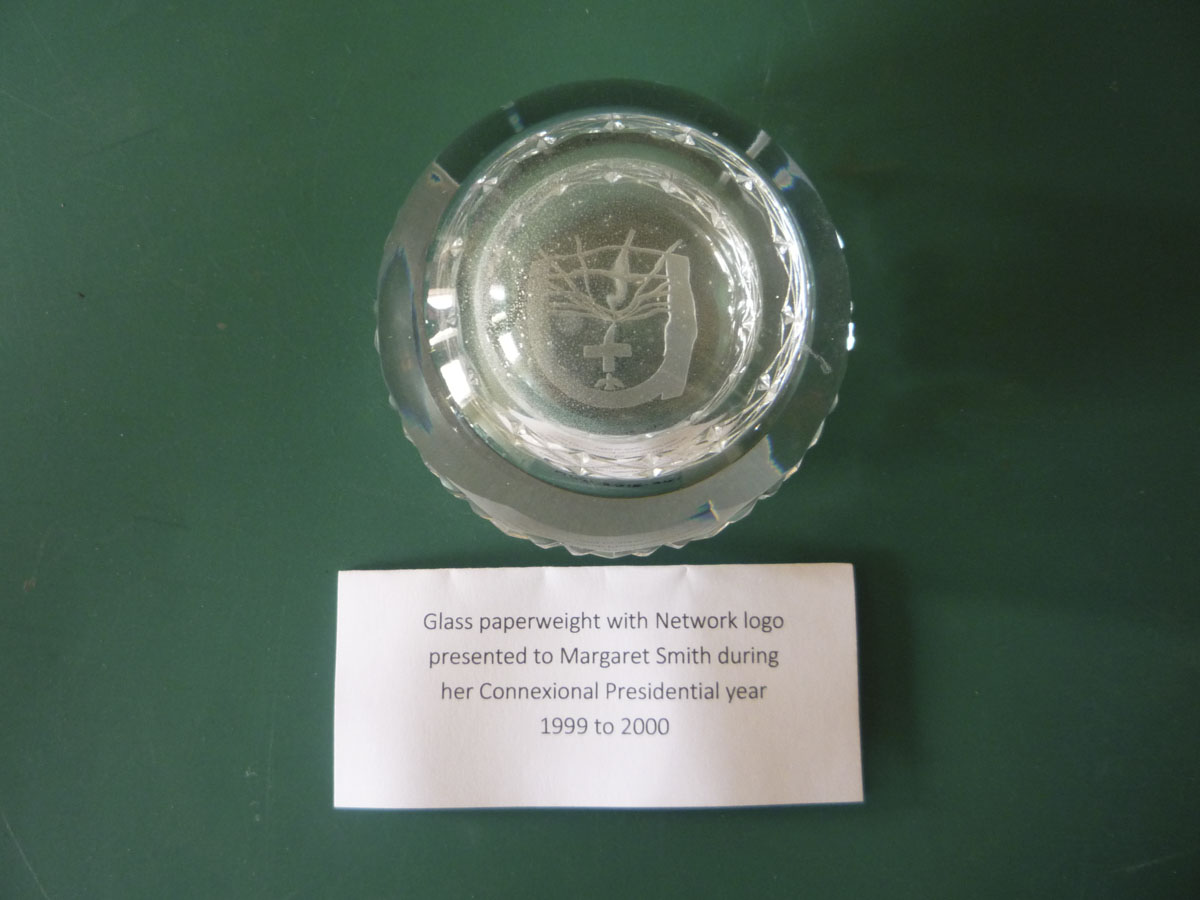 Glass paperweight with Network logo
presented to Margaret Smith during
her Connexional Presidential year
1999 to 2000